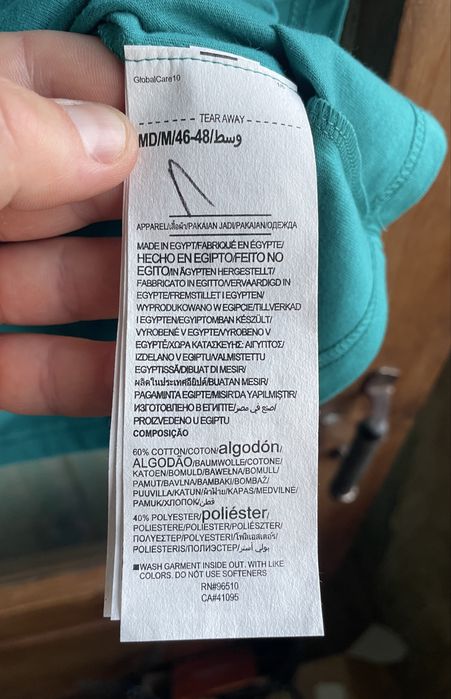 GlobalCare10
TEAR AWAY
MD/M/46-48/وسط
APPAREL/เสื้อผ้า/PAKAIAN JADI/PAKAIAN/ОДЕЖДА
MADE IN EGYPT/FABRIQUÉ EN ÉGYPTE/
HECHO EN EGIPTO/FEITO NO
EGITO/IN ÄGYPTEN HERGESTELLT/
FABBRICATO IN EGITTO/VERVAARDIGD IN
EGYPTE/FREMSTILLET I EGYPTEN/
WYPRODUKOWANO W EGIPCIE/TILLVERKAD
I EGYPTEN/EGYIPTOMBAN KÉSZÜLT/
VYROBENÉ V EGYPTE/VYROBENO V
EGYPTĚ/ΧΩΡΑ ΚΑΤΑΣΚΕΥΗΣ: ΑΙΓΥΠΤΟΣ/
IZDELANO V EGIPTU/VALMISTETTU
EGYPTISSÄ/DIBUAT DI MESIR/
ผลิตในประเทศอียิปต์/BUATAN MESIR/
PAGAMINTA EGIPTE/MISIR'DA YAPILMIŞTIR/
ИЗГОТОВЛЕНО В ЕГИПТЕ/صنع في مصر/
PROIZVEDENO U EGIPTU
COMPOSIÇÃO
60% COTTON/COTON/algodón/
ALGODÃO/BAUMWOLLE/COTONE/
KATOEN/BOMULD/BAWEŁNA/BOMULL/
PAMUT/BAVLNA/BAMBAKI/BOMBAŽ/
PUUVILLA/KATUN/ผ้าฝ้าย/KAPAS/MEDVILNĖ/
PAMUK/ХЛОПОК/قطن
40% POLYESTER/poliéster/
POLIESTERE/POLIESTER/POLIÉSZTER/
ΠΟΛΥΕΣΤΕΡ/POLYESTERI/โพลีเอสเตอร์/
POLIESTERIS/ПОЛИЭСТЕР/بولي أستر
■WASH GARMENT INSIDE OUT. WITH LIKE
COLORS. DO NOT USE SOFTENERS
RN#96510
CA#41095